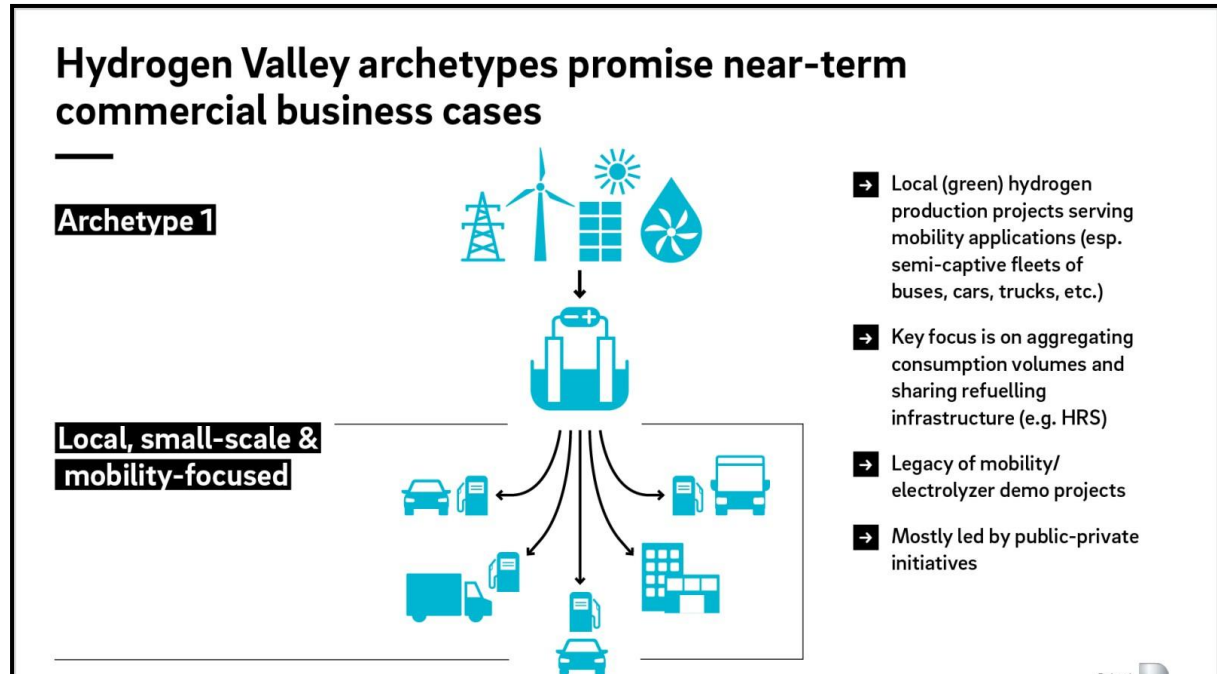 Hydrogen Valley archetypes promise near-term
commercial business cases
Archetype 1
Local, small-scale &
mobility-focused
- +
→ Local (green) hydrogen
production projects serving
mobility applications (esp.
semi-captive fleets of
buses, cars, trucks, etc.)
→ Key focus is on aggregating
consumption volumes and
sharing refuelling
infrastructure (e.g. HRS)
→ Legacy of mobility/
electrolyzer demo projects
→ Mostly led by public-private
initiatives